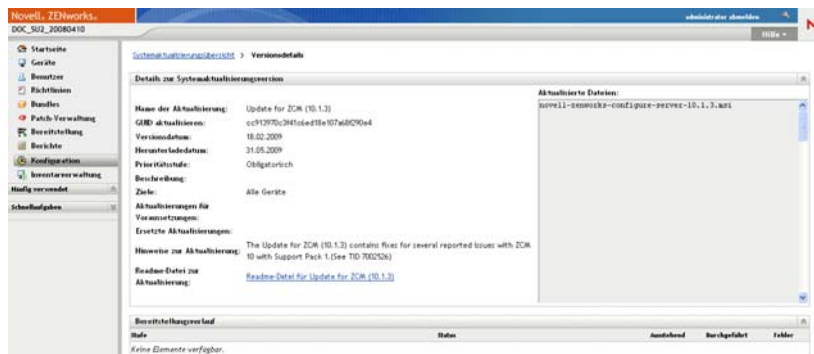 Novell. ZENworks.
administrator abmelden
DOC_SU2_20080410
Hilfe
Startseite
Geräte
Benutzer
Richtlinien
Bundles
Patch-Verwaltung
Bereitstellung
Berichte
Konfiguration
Inventarverwaltung
Häufig verwendet
Schnellaufgaben
Systemaktualisierungsübersicht > Versionsdetails
Details zur Systemaktualisierungsversion
Name der Aktualisierung: Update for ZCM (10.1.3)
GUID aktualisieren:
Versionsdatum: 18.02.2009
Herunterladedatum: 31.05.2009
Prioritätsstufe: Obligatorisch
Beschreibung:
Ziele: Alle Geräte
Aktualisierungen für Voraussetzungen:
Ersetzte Aktualisierungen:
Hinweise zur Aktualisierung: The Update for ZCM (10.1.3) contains fixes for several reported issues with ZCM 10 with Support Pack 1.(See TID 7002526)
Readme-Datei zur Aktualisierung: Readme-Datei für Update for ZCM (10.1.3)
Aktualisierte Dateien:
novell-zenworks-configure-server-10.1.3.msi
Bereitstellungsverlauf
Stufe Status Ausstehend Durchgeführt Fehler
Keine Elemente verfügbar.